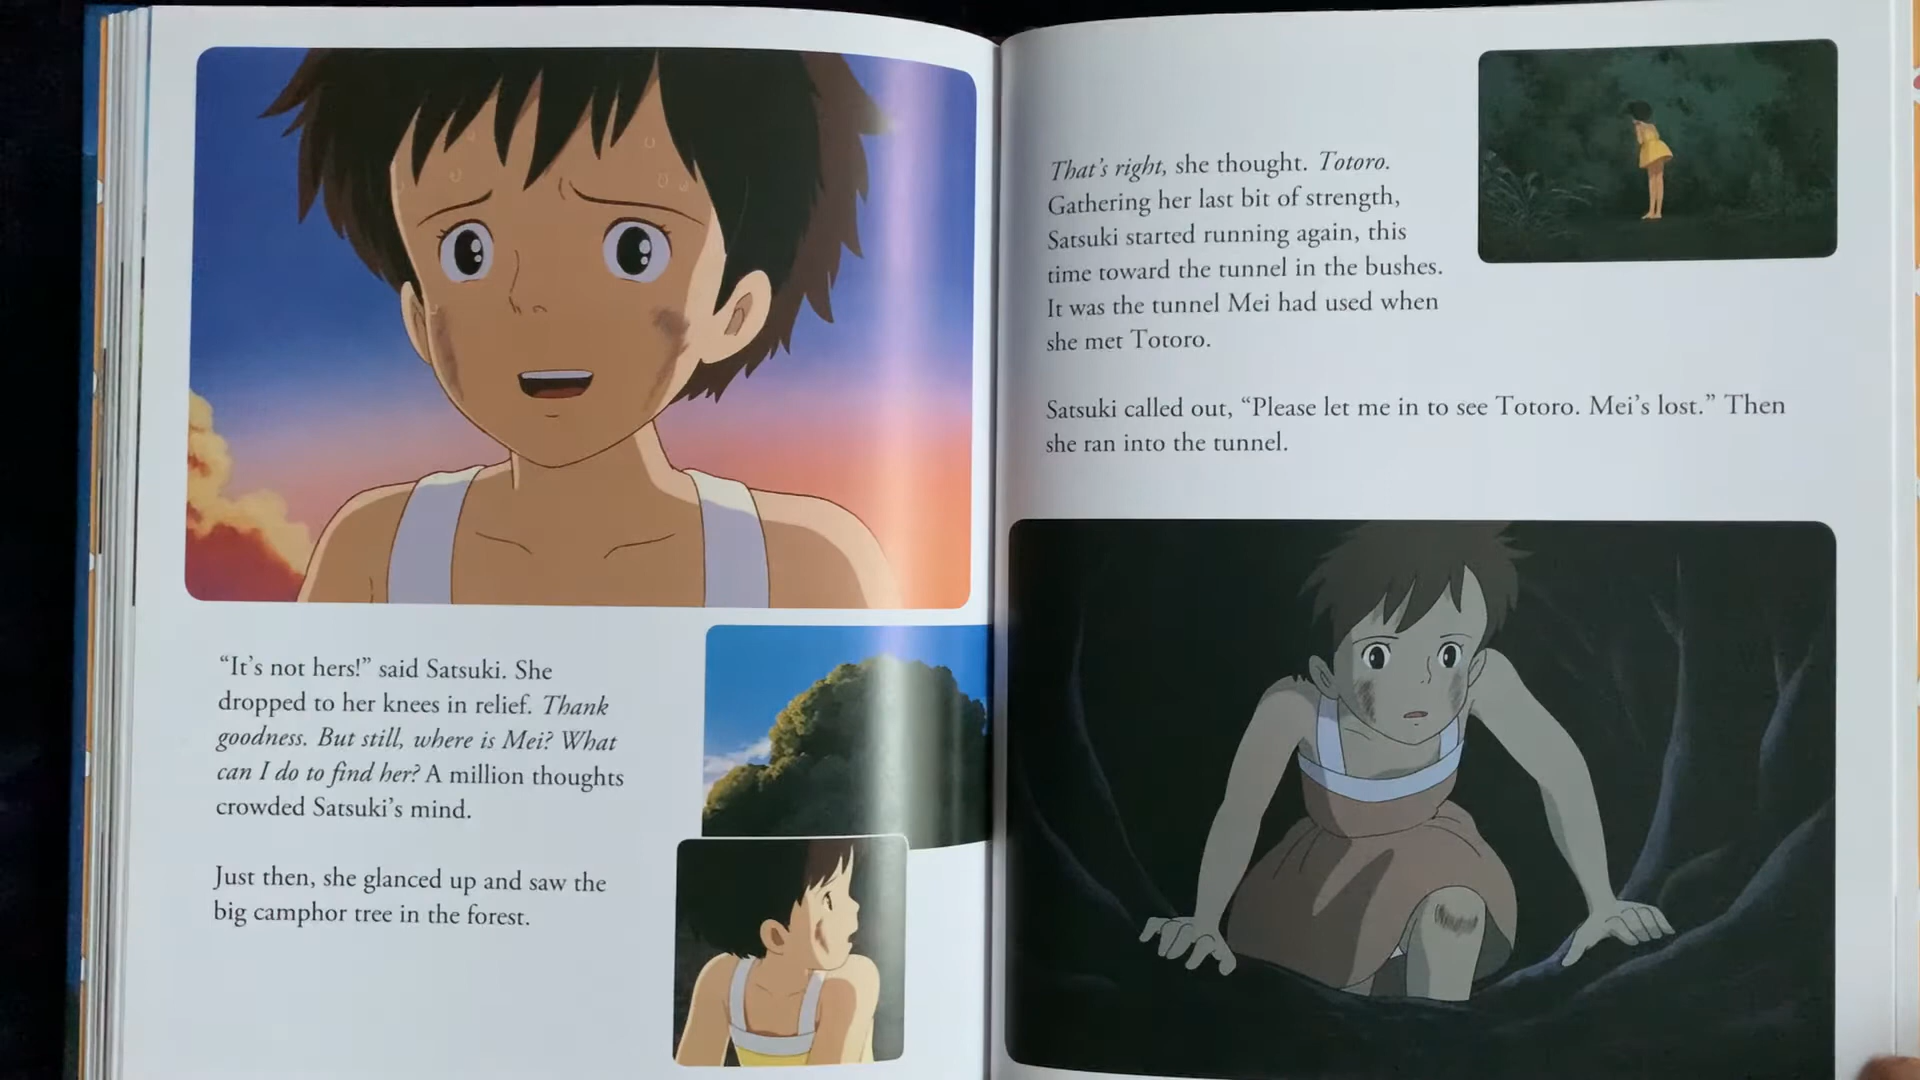 “It’s not hers!” said Satsuki. She
dropped to her knees in relief. Thank
goodness. But still, where is Mei? What
can I do to find her? A million thoughts
crowded Satsuki’s mind.
Just then, she glanced up and saw the
big camphor tree in the forest.
That’s right, she thought. Totoro.
Gathering her last bit of strength,
Satsuki started running again, this
time toward the tunnel in the bushes.
It was the tunnel Mei had used when
she met Totoro.
Satsuki called out, “Please let me in to see Totoro. Mei’s lost.” Then
she ran into the tunnel.